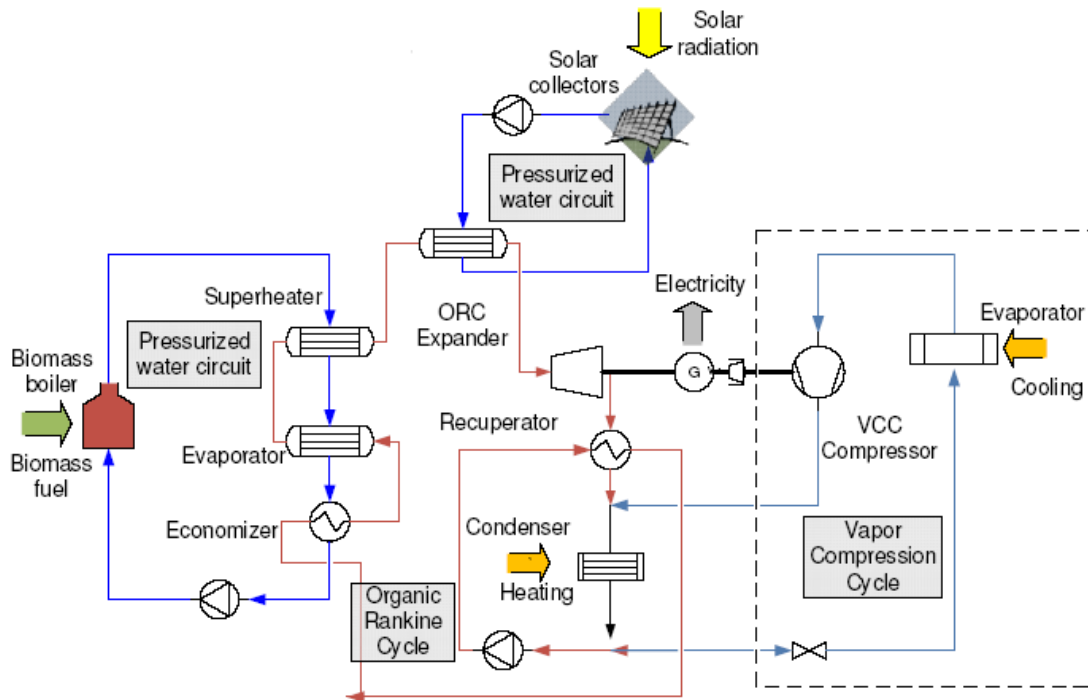 Solar
radiation
Solar
collectors
Pressurized
water circuit
Superheater
Pressurized
water circuit
Biomass
boiler
Biomass
fuel
Evaporator
Economizer
ORC
Expander
Electricity
G
Recuperator
Condenser
Heating
Organic
Rankine
Cycle
VCC
Compressor
Evaporator
Cooling
Vapor
Compression
Cycle